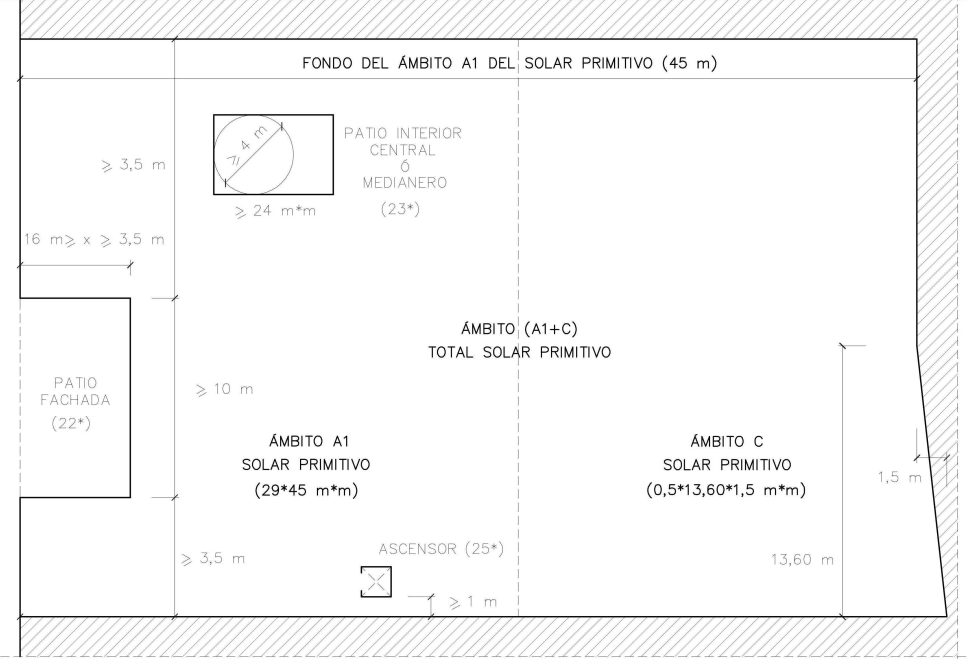 FONDO DEL ÁMBITO A1 DEL SOLAR PRIMITIVO (45 m)
⩾ 4 m
PATIO INTERIOR
CENTRAL
Ó
MEDIANERO
(23*)
⩾ 3,5 m
⩾ 24 m*m
16 m⩾ x ⩾ 3,5 m
ÁMBITO (A1+C)
TOTAL SOLAR PRIMITIVO
PATIO
FACHADA
(22*)
⩾ 10 m
ÁMBITO A1
SOLAR PRIMITIVO
(29*45 m*m)
ÁMBITO C
SOLAR PRIMITIVO
(0,5*13,60*1,5 m*m)
1,5 m
⩾ 3,5 m
ASCENSOR (25*)
13,60 m
⩾ 1 m